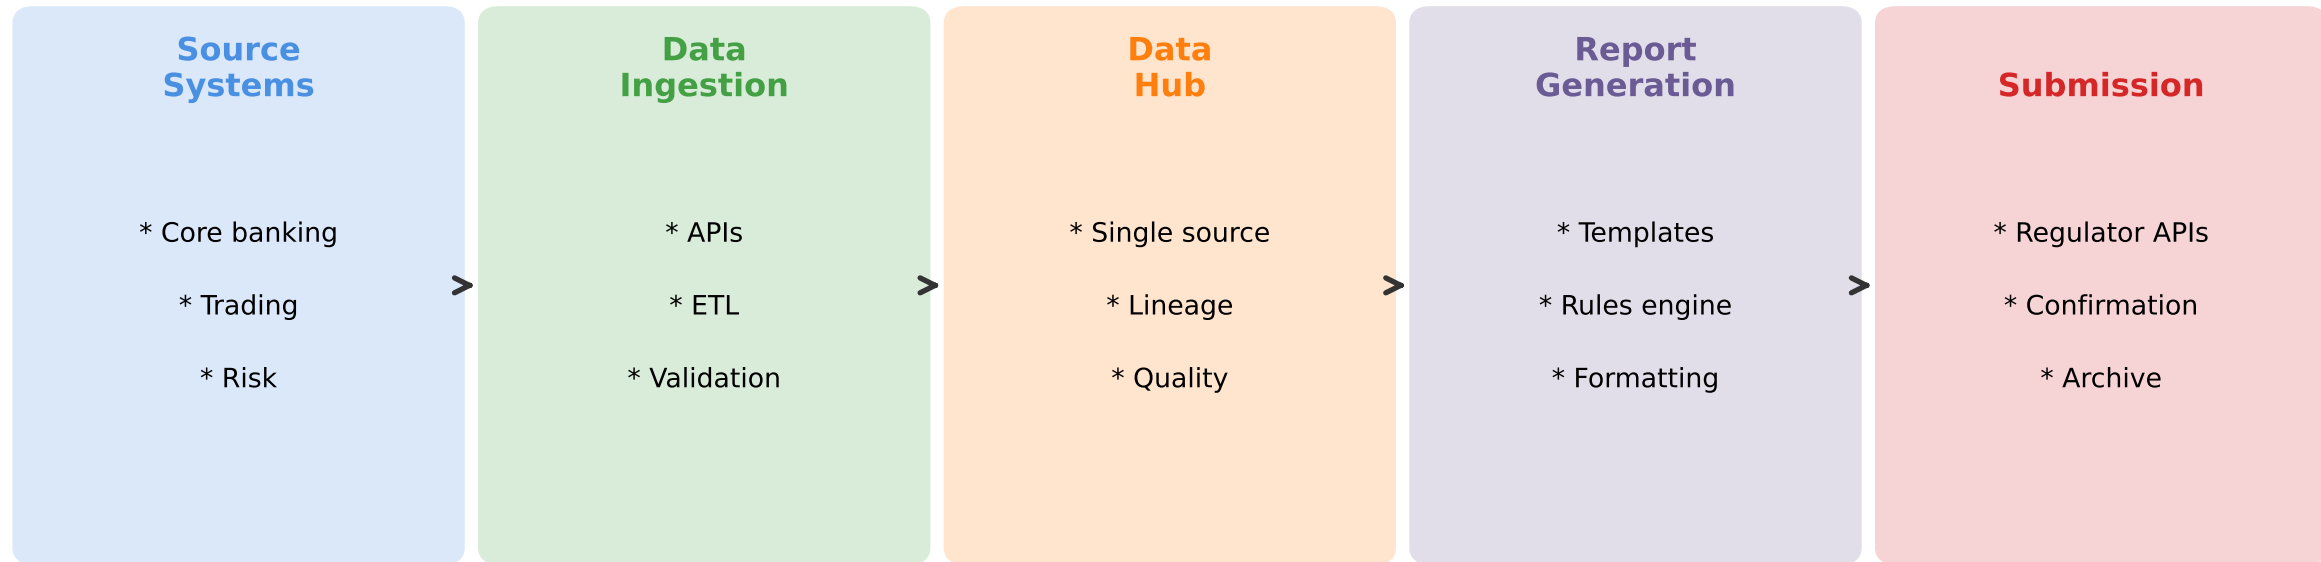 Source
Systems
* Core banking
* Trading
* Risk
>
Data
Ingestion
* APIs
* ETL
* Validation
>
Data
Hub
* Single source
* Lineage
* Quality
>
Report
Generation
* Templates
* Rules engine
* Formatting
>
Submission
* Regulator APIs
* Confirmation
* Archive